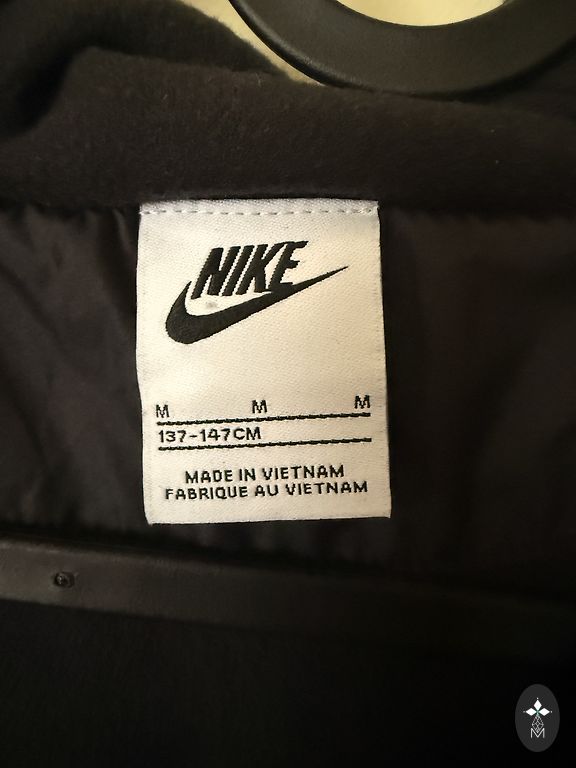 NIKE
M M M
137-147CM
MADE IN VIETNAM
FABRIQUE AU VIETNAM
M